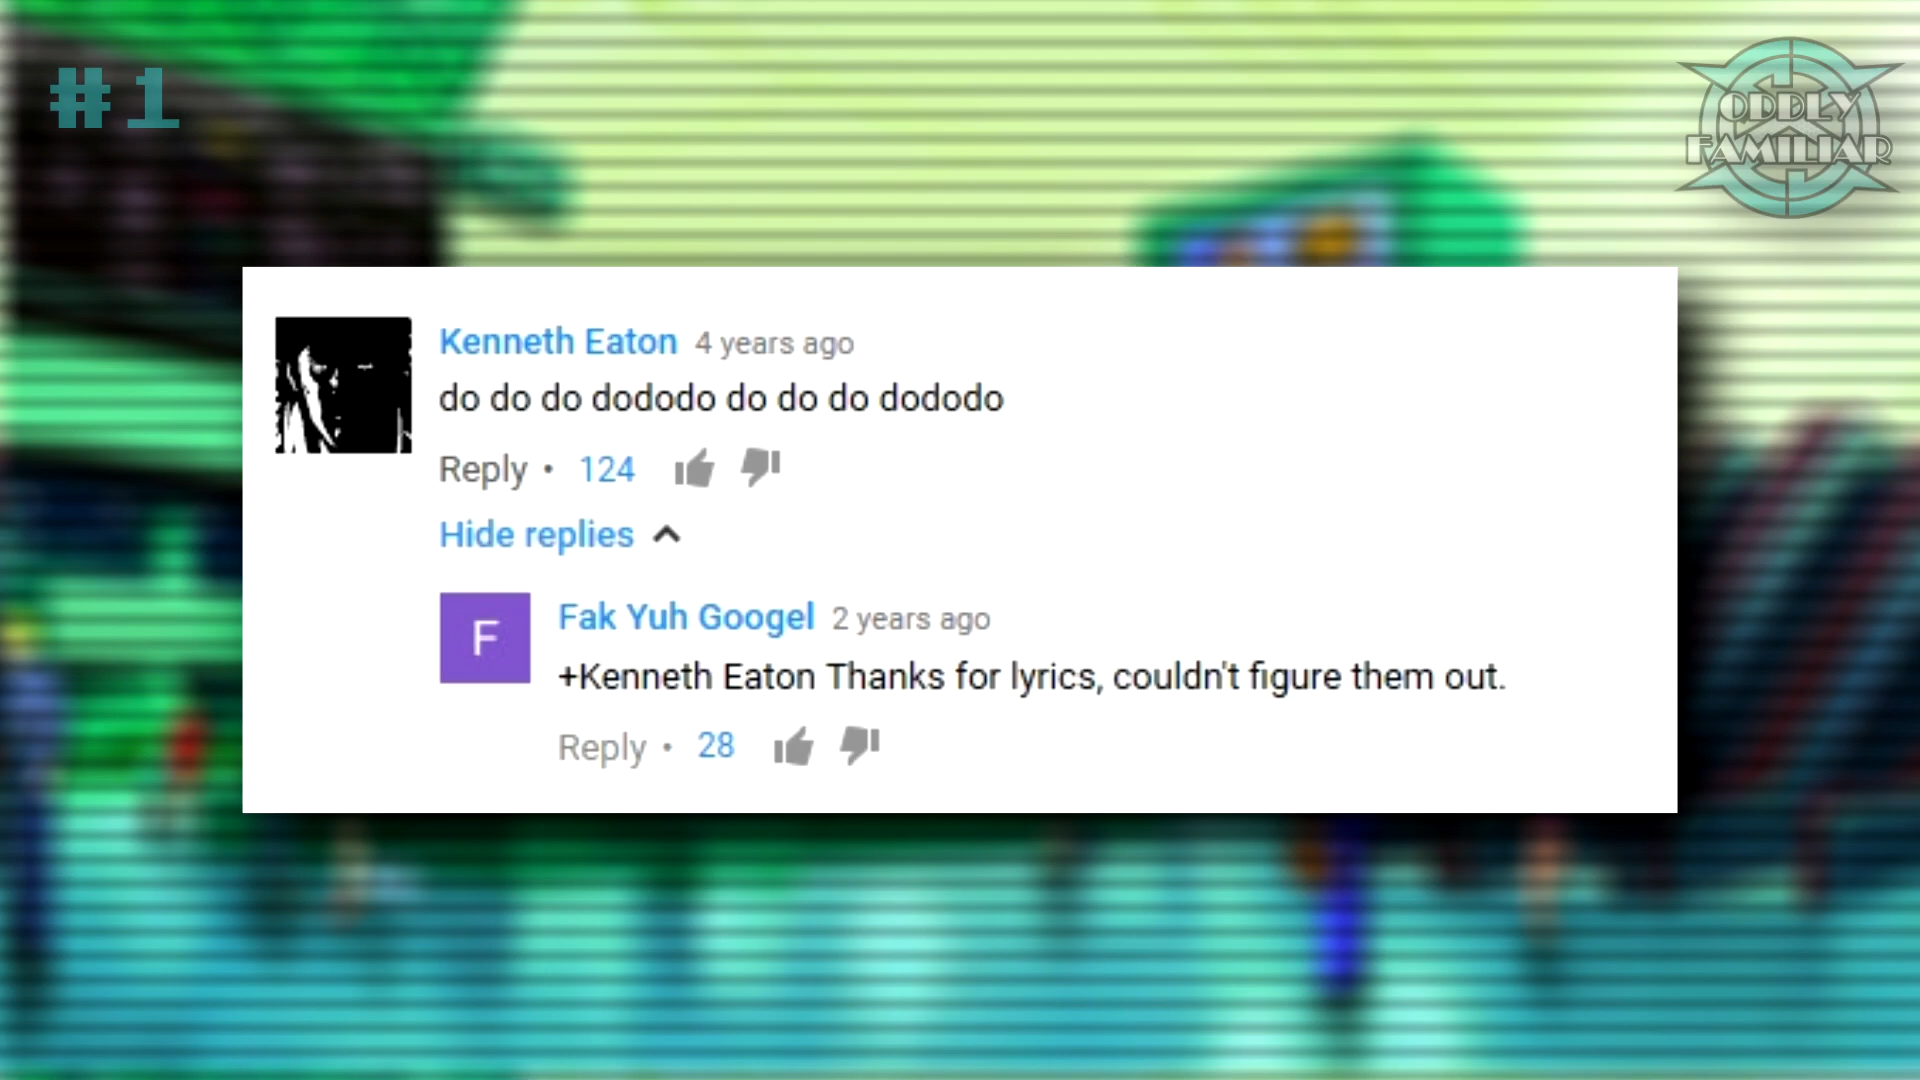 #1
ODDLY
FAMILIAR
Kenneth Eaton 4 years ago
do do do dododo do do do dododo
Reply • 124
Hide replies
F
Fak Yuh Googel 2 years ago
+Kenneth Eaton Thanks for lyrics, couldn't figure them out.
Reply • 28